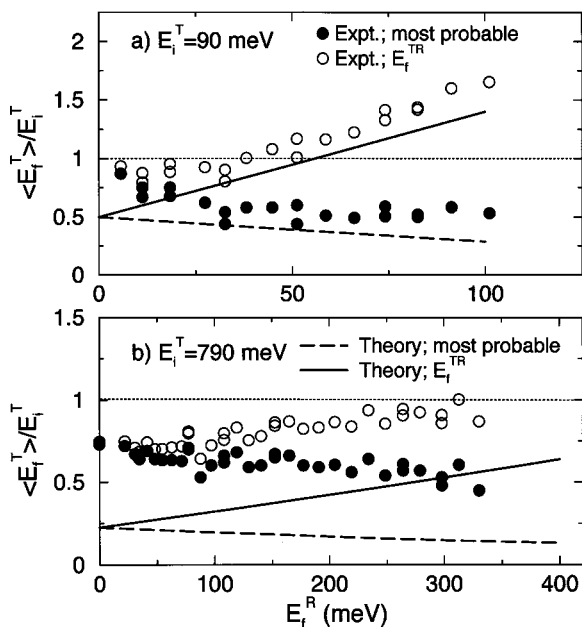 a) E_i^T=90 meV
● Expt.; most probable
○ Expt.; E_f^TR
<E_f^T>/E_i^T
2
1.5
1
0.5
0
0 50 100
b) E_i^T=790 meV
Theory; most probable
Theory; E_f^TR
<E_f^T>/E_i^T
1.5
1
0.5
0
0 100 200 300 400
E_f^R (meV)